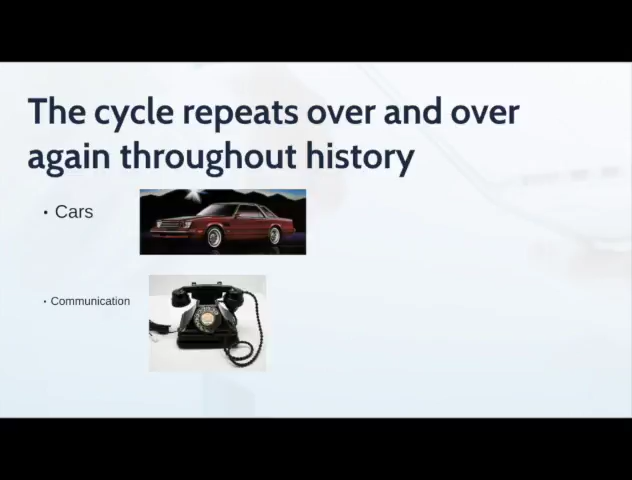 The cycle repeats over and over
again throughout history
• Cars
• Communication